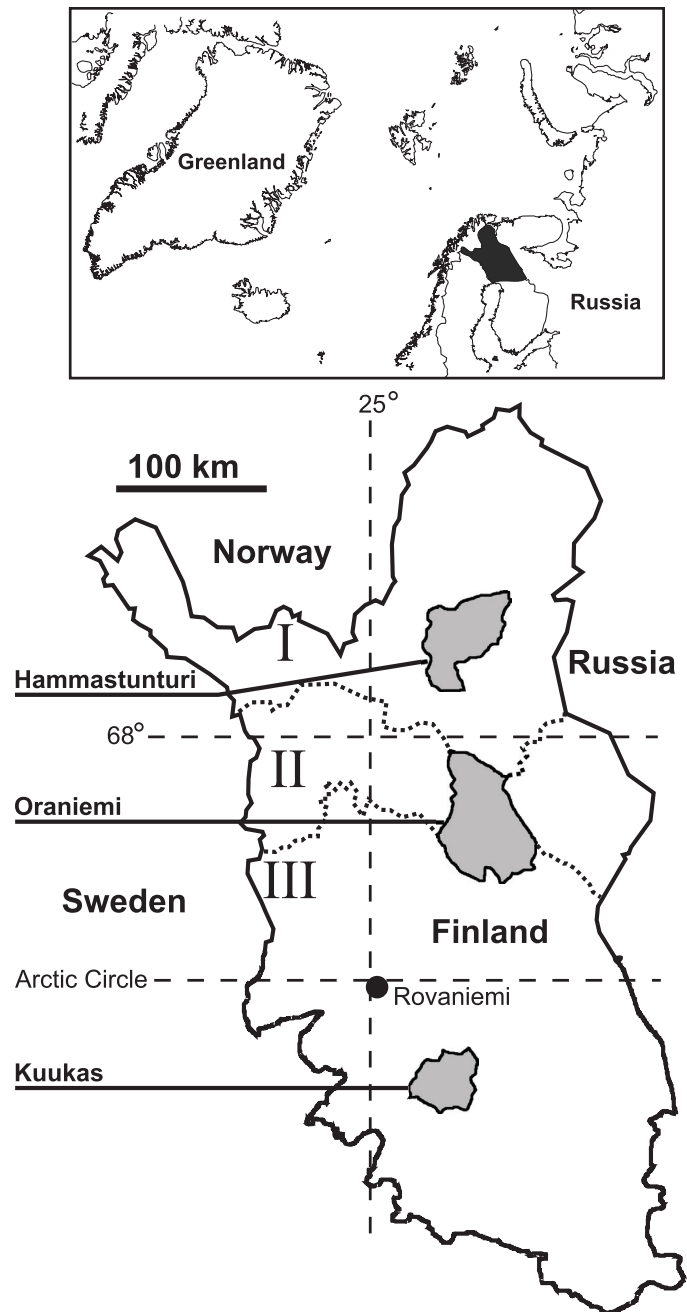 Greenland
Russia
25°
100 km
Norway
I
Russia
Hammastunturi
68°
II
Oraniemi
III
Sweden
Finland
Arctic Circle
Rovaniemi
Kuukas